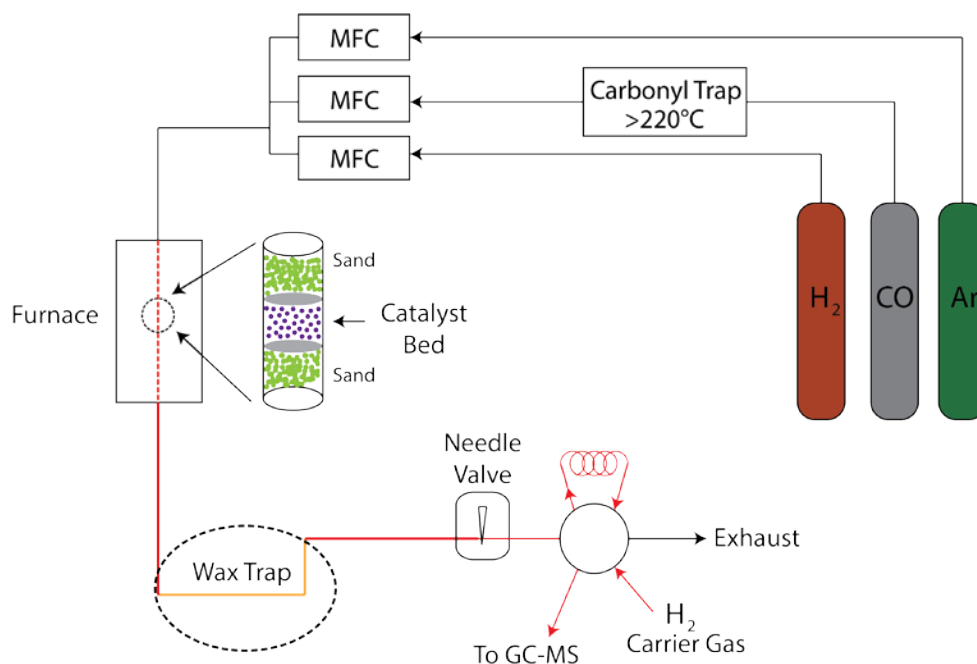 MFC
MFC
Carbonyl Trap
>220°C
MFC
H₂
CO
Ar
Furnace
Sand
Catalyst
Bed
Sand
Needle
Valve
Wax Trap
Exhaust
H₂
Carrier Gas
To GC-MS